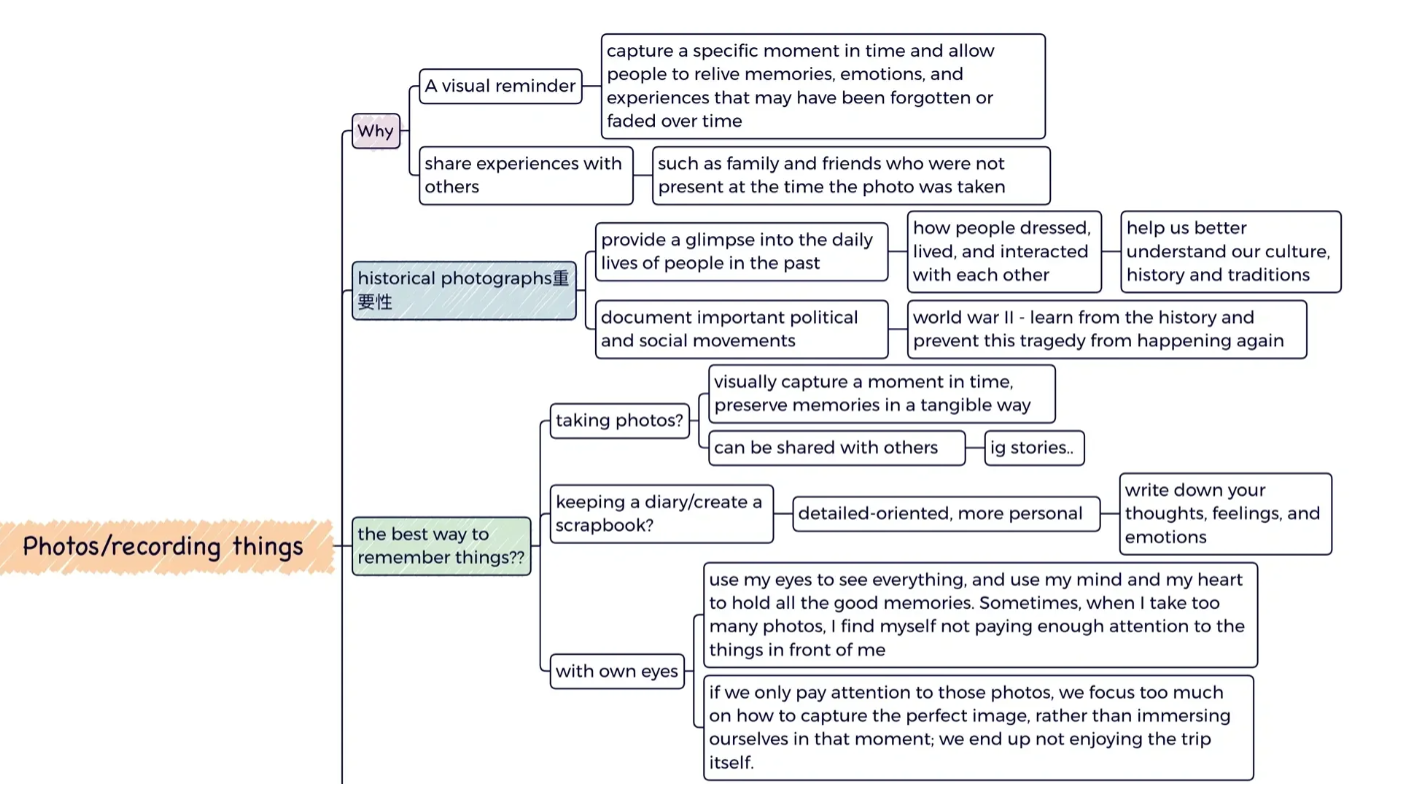 Photos/recording things
Why
A visual reminder
capture a specific moment in time and allow
people to relive memories, emotions, and
experiences that may have been forgotten or
faded over time
share experiences with
others
such as family and friends who were not
present at the time the photo was taken
historical photographs重
要性
provide a glimpse into the daily
lives of people in the past
how people dressed,
lived, and interacted
with each other
help us better
understand our culture,
history and traditions
document important political
and social movements
world war II - learn from the history and
prevent this tragedy from happening again
the best way to
remember things??
taking photos?
visually capture a moment in time,
preserve memories in a tangible way
can be shared with others
ig stories..
keeping a diary/create a
scrapbook?
detailed-oriented, more personal
write down your
thoughts, feelings, and
emotions
with own eyes
use my eyes to see everything, and use my mind and my heart
to hold all the good memories. Sometimes, when I take too
many photos, I find myself not paying enough attention to the
things in front of me
if we only pay attention to those photos, we focus too much
on how to capture the perfect image, rather than immersing
ourselves in that moment; we end up not enjoying the trip
itself.